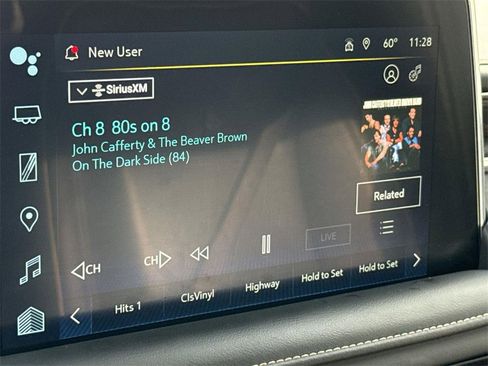 New User
60° 11:28
SiriusXM
Ch 8 80s on 8
John Cafferty & The Beaver Brown
On The Dark Side (84)
Related
LIVE
CH
CH
Hits 1
ClsVinyl
Highway
Hold to Set
Hold to Set